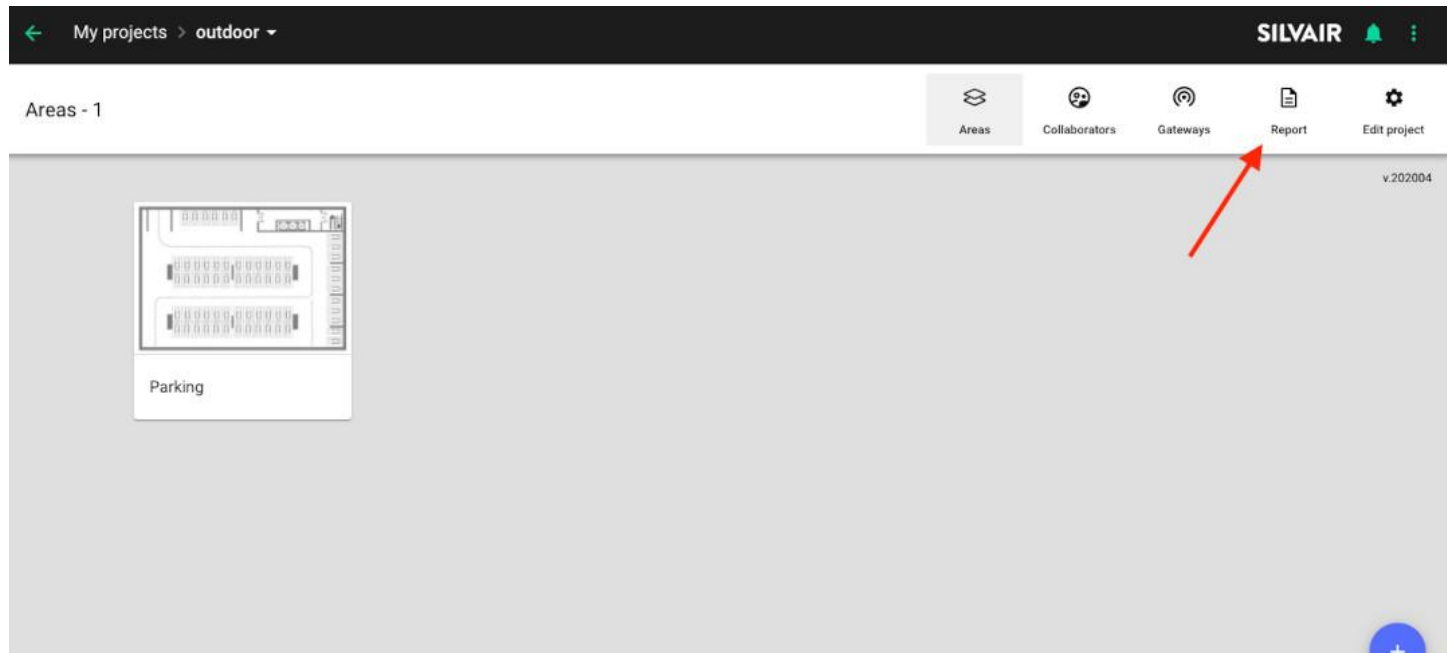 My projects > outdoor
SILVAIR
Areas - 1
Areas
Collaborators
Gateways
Report
Edit project
v.202004
Parking
+